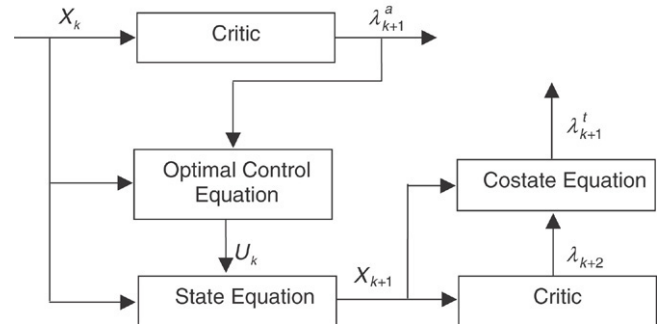 X_k
Critic
λ^a_{k+1}
Optimal Control
Equation
U_k
State Equation
X_{k+1}
λ^t_{k+1}
Costate Equation
λ_{k+2}
Critic